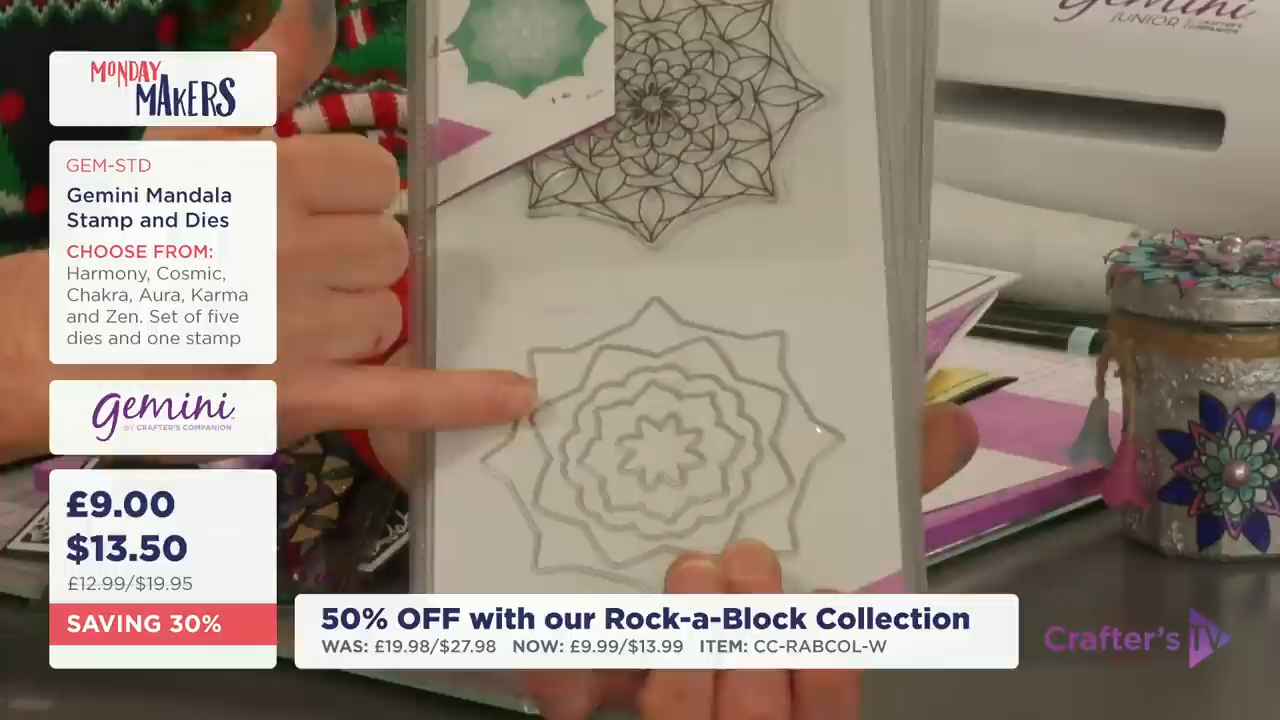 MONDAY
MAKERS
GEM-STD
Gemini Mandala
Stamp and Dies
CHOOSE FROM:
Harmony, Cosmic,
Chakra, Aura, Karma
and Zen. Set of five
dies and one stamp
gemini
BY CRAFTER'S COMPANION
£9.00
$13.50
£12.99/$19.95
SAVING 30%
50% OFF with our Rock-a-Block Collection
WAS: £19.98/$27.98 NOW: £9.99/$13.99 ITEM: CC-RABCOL-W
Crafter's TV
gemini
JUNIOR